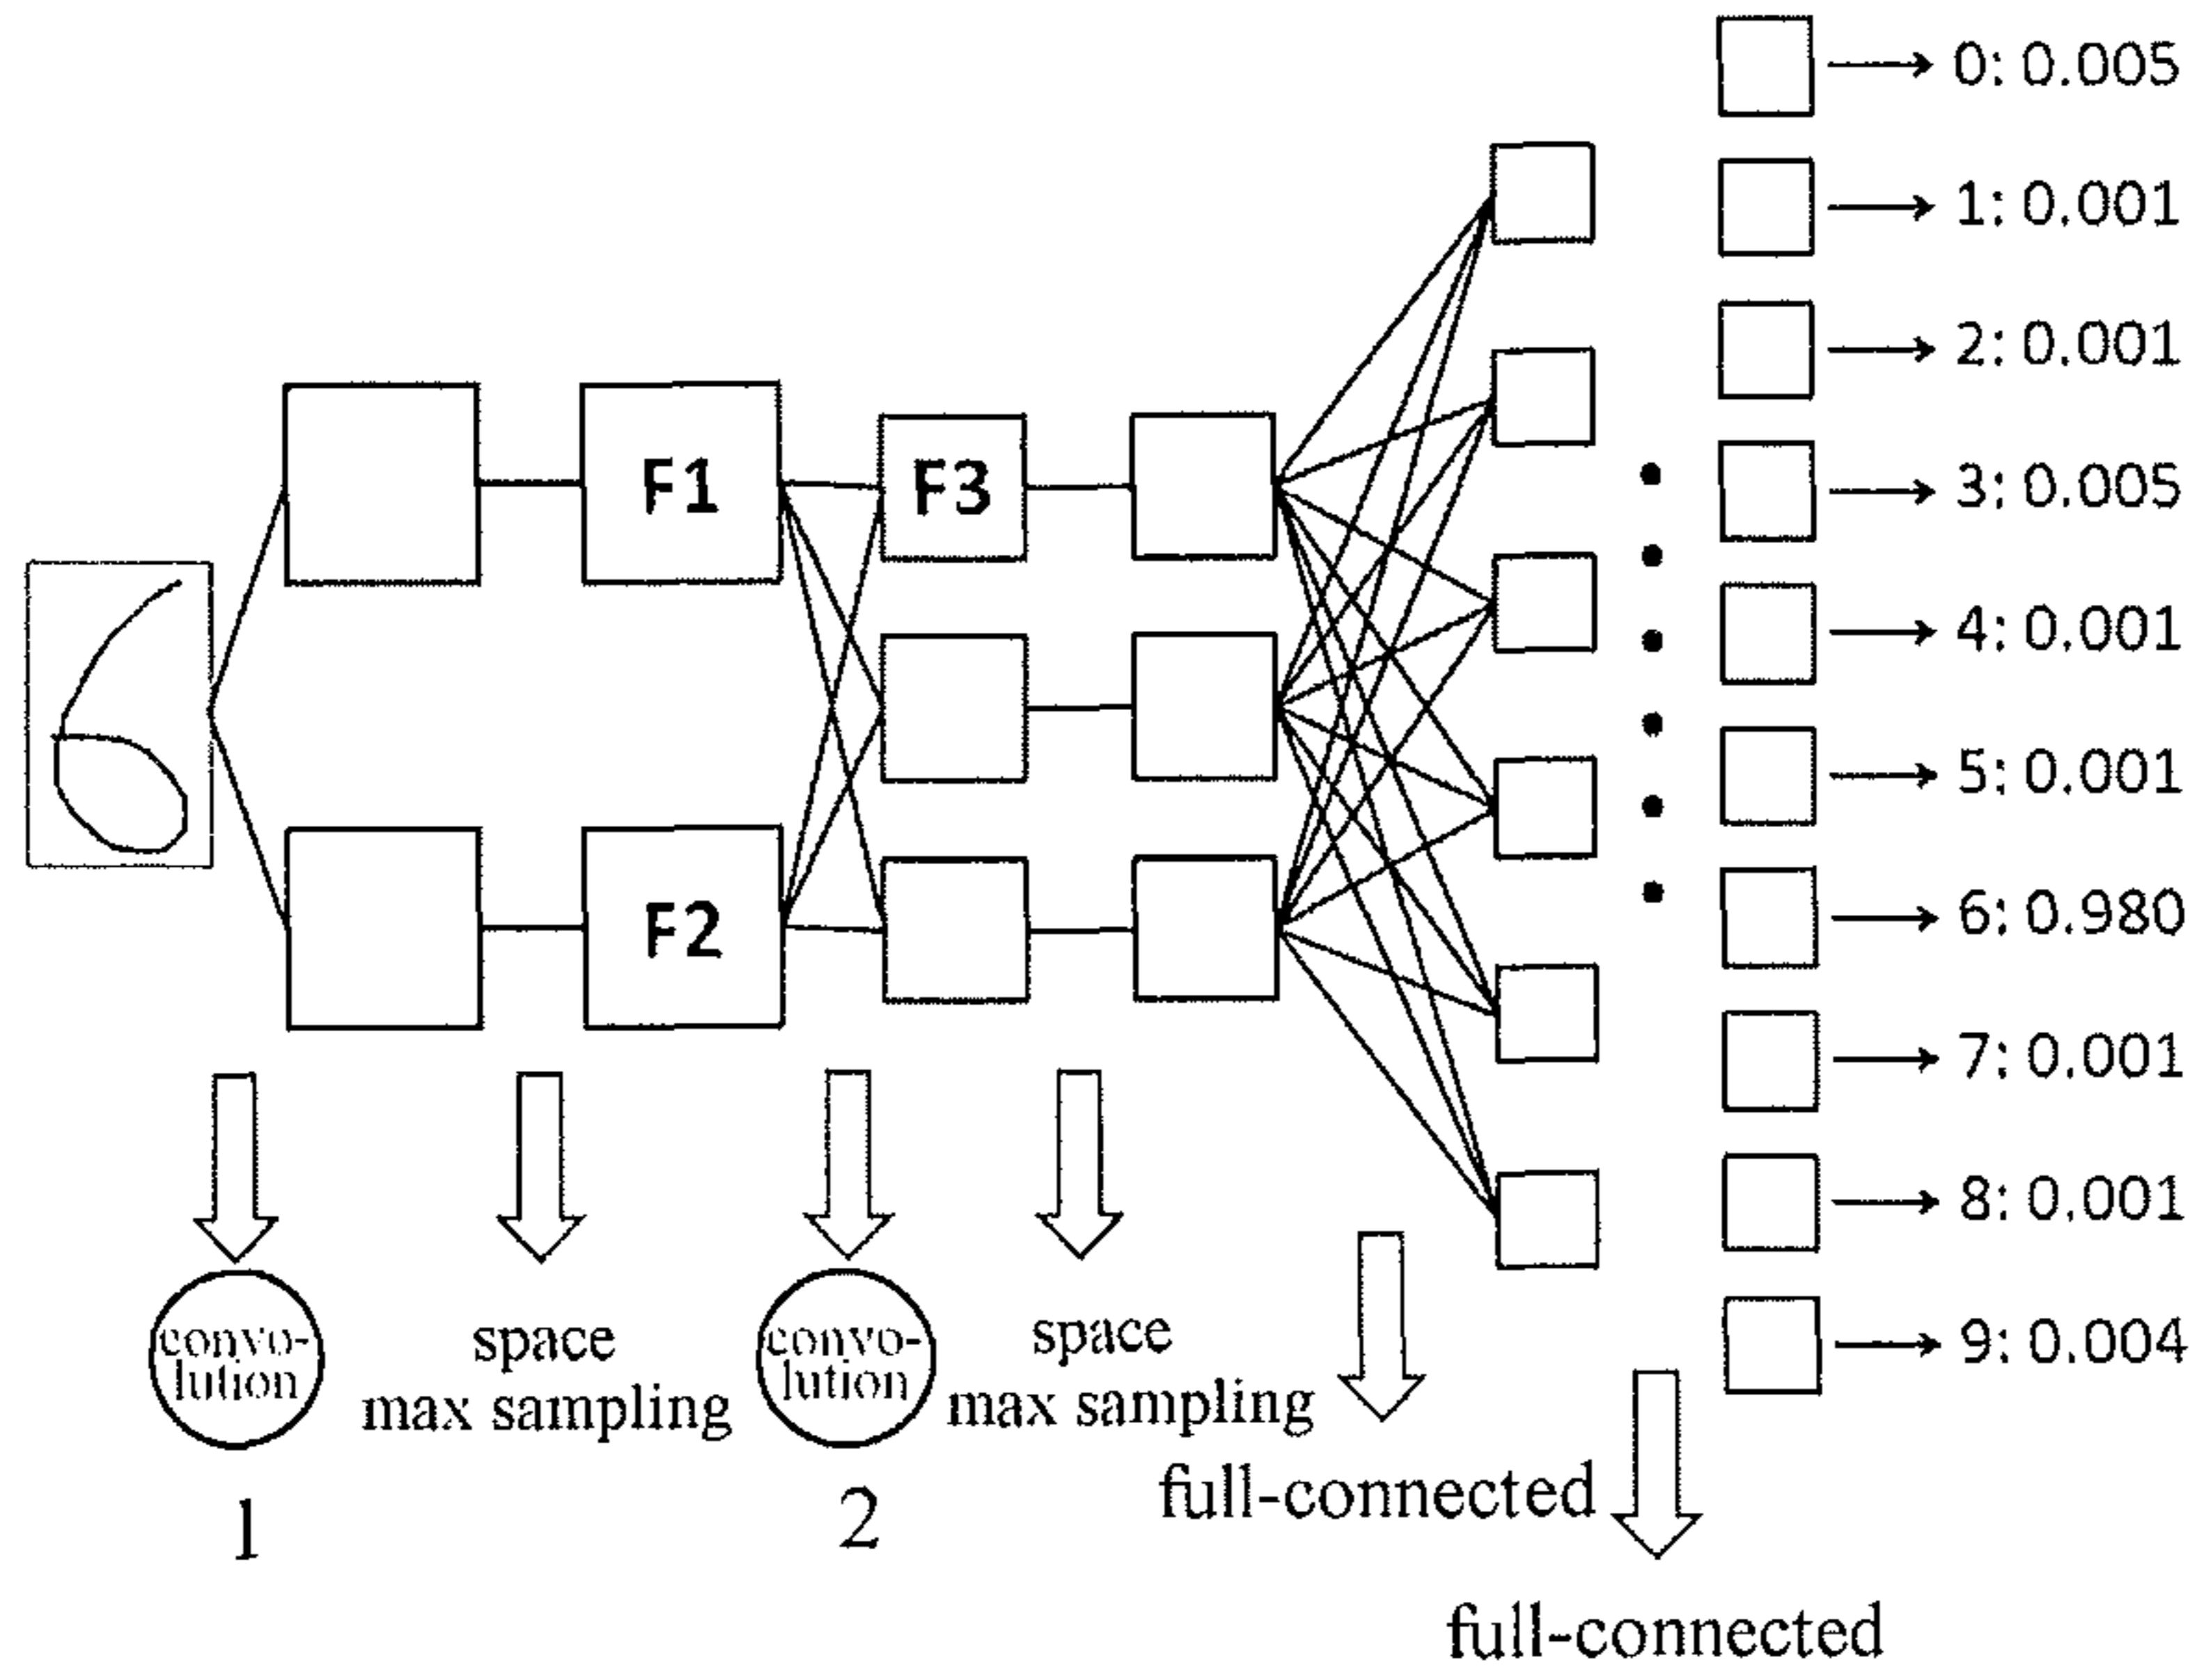 0: 0.005
1: 0.001
2: 0.001
3: 0.005
4: 0.001
5: 0.001
6: 0.980
7: 0.001
8: 0.001
9: 0.004
F1
F3
F2
convo-
lution
1
space
max sampling
convo-
lution
2
space
max sampling
full-connected
full-connected